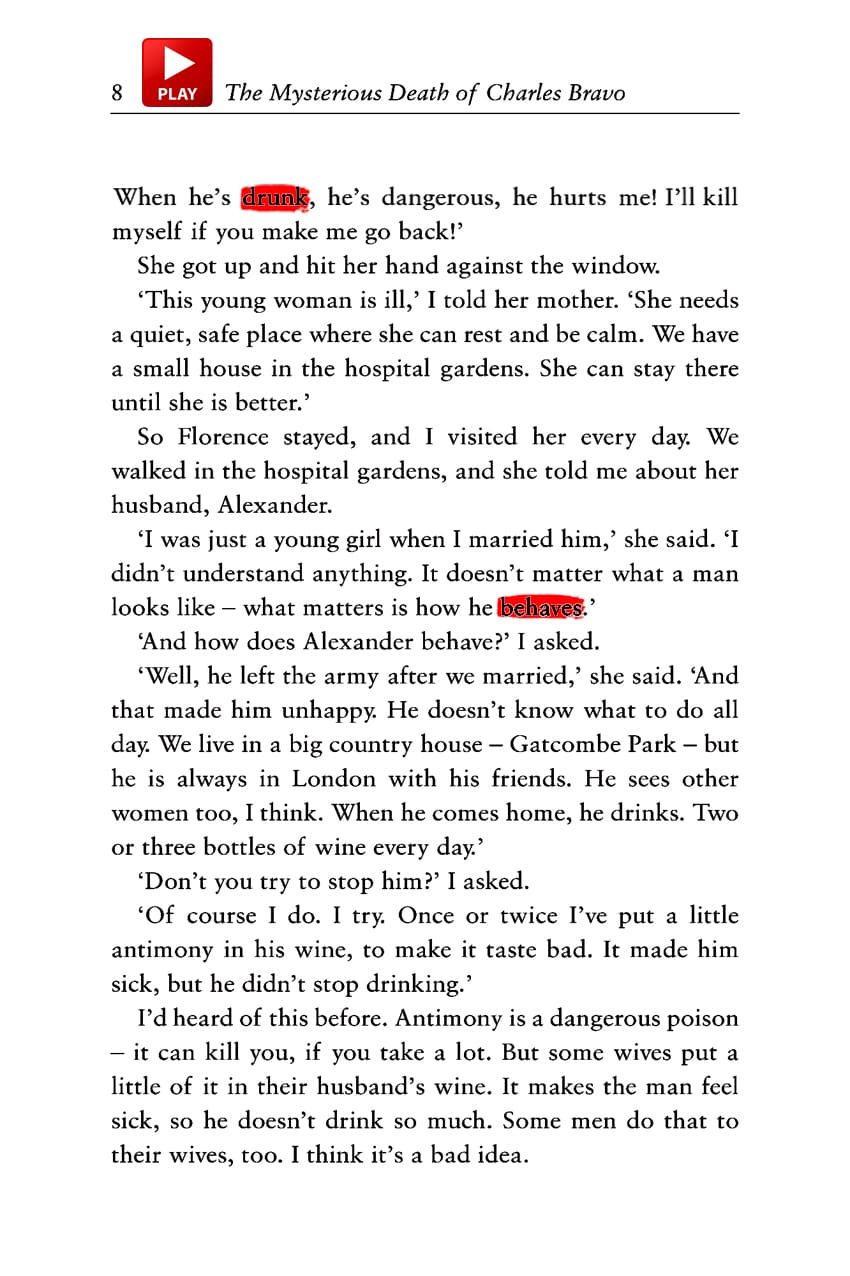 8 PLAY The Mysterious Death of Charles Bravo
When he’s drunk, he’s dangerous, he hurts me! I’ll kill
myself if you make me go back!’
She got up and hit her hand against the window.
‘This young woman is ill,’ I told her mother. ‘She needs
a quiet, safe place where she can rest and be calm. We have
a small house in the hospital gardens. She can stay there
until she is better.’
So Florence stayed, and I visited her every day. We
walked in the hospital gardens, and she told me about her
husband, Alexander.
‘I was just a young girl when I married him,’ she said. ‘I
didn’t understand anything. It doesn’t matter what a man
looks like – what matters is how he behaves.’
‘And how does Alexander behave?’ I asked.
‘Well, he left the army after we married,’ she said. ‘And
that made him unhappy. He doesn’t know what to do all
day. We live in a big country house – Gatcombe Park – but
he is always in London with his friends. He sees other
women too, I think. When he comes home, he drinks. Two
or three bottles of wine every day.’
‘Don’t you try to stop him?’ I asked.
‘Of course I do. I try. Once or twice I’ve put a little
antimony in his wine, to make it taste bad. It made him
sick, but he didn’t stop drinking.’
I’d heard of this before. Antimony is a dangerous poison
– it can kill you, if you take a lot. But some wives put a
little of it in their husband’s wine. It makes the man feel
sick, so he doesn’t drink so much. Some men do that to
their wives, too. I think it’s a bad idea.